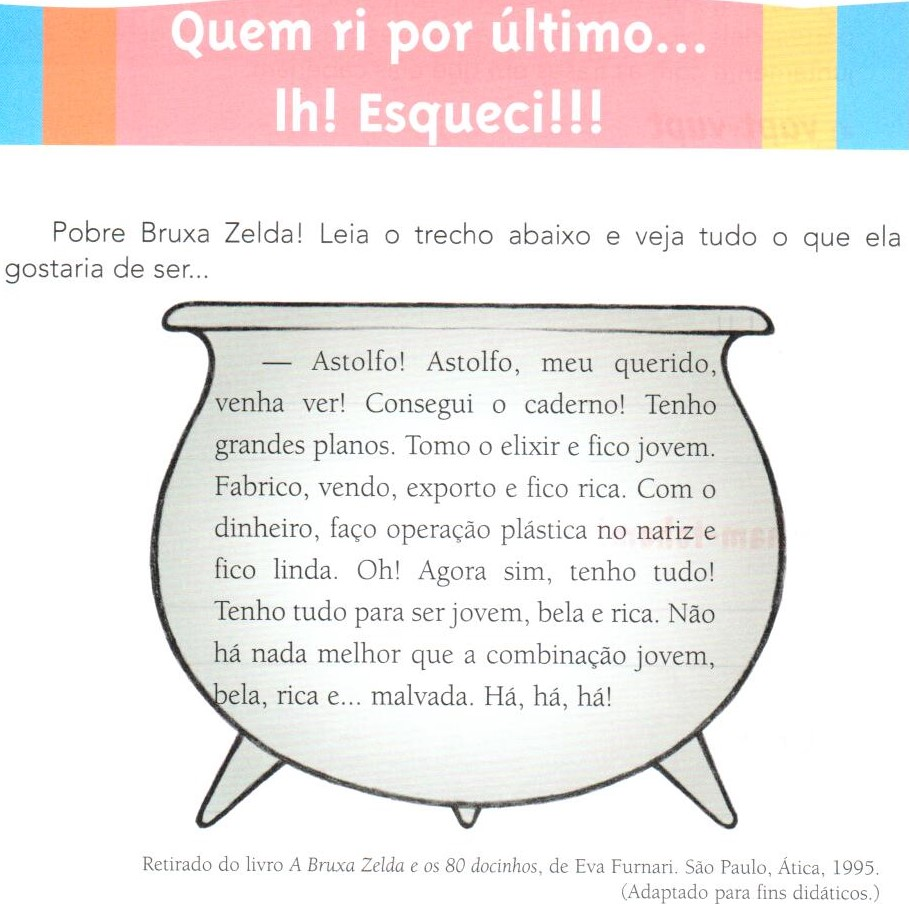 Quem ri por último...
Ih! Esqueci!!!
Pobre Bruxa Zelda! Leia o trecho abaixo e veja tudo o que ela
gostaria de ser...
— Astolfo! Astolfo, meu querido,
venha ver! Consegui o caderno! Tenho
grandes planos. Tomo o elixir e fico jovem.
Fabrico, vendo, exporto e fico rica. Com o
dinheiro, faço operação plástica no nariz e
fico linda. Oh! Agora sim, tenho tudo!
Tenho tudo para ser jovem, bela e rica. Não
há nada melhor que a combinação jovem,
bela, rica e... malvada. Há, há, há!
Retirado do livro A Bruxa Zelda e os 80 docinhos, de Eva Furnari. São Paulo, Ática, 1995.
(Adaptado para fins didáticos.)